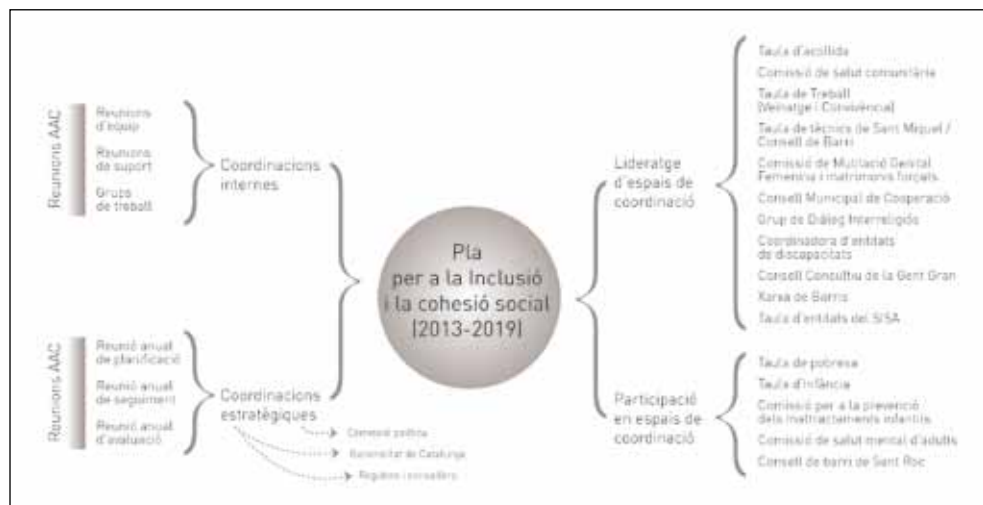 Reunions AAC
Reunions
d'equip
Reunions
de suport
Grups
de treball
Coordinacions
internes
Reunions AAC
Reunió anual
de planificació
Reunió anual
de seguiment
Reunió anual
d'avaluació
Coordinacions
estratègiques
Comissió política
Generalitat de Catalunya
Regidors i consellers
Pla
per a la Inclusió
i la cohesió social
(2013-2019)
Lideratge
d'espais de
coordinació
Taula d'acollida
Comissió de salut comunitària
Taula de Treball
(Veïnatge i Convivència)
Taula de tècnics de Sant Miquel /
Consell de Barri
Comissió de Mutilació Genital
Femenina i matrimonis forçats
Consell Municipal de Cooperació
Grup de Diàleg Interreligiós
Coordinadora d'entitats
de discapacitats
Consell Consultiu de la Gent Gran
Xarxa de Barris
Taula d'entitats del SISA
Participació
en espais de
coordinació
Taula de pobresa
Taula d'infància
Comissió per a la prevenció
dels maltractaments infantils
Comissió de salut mental d'adults
Consell de barri de Sant Roc